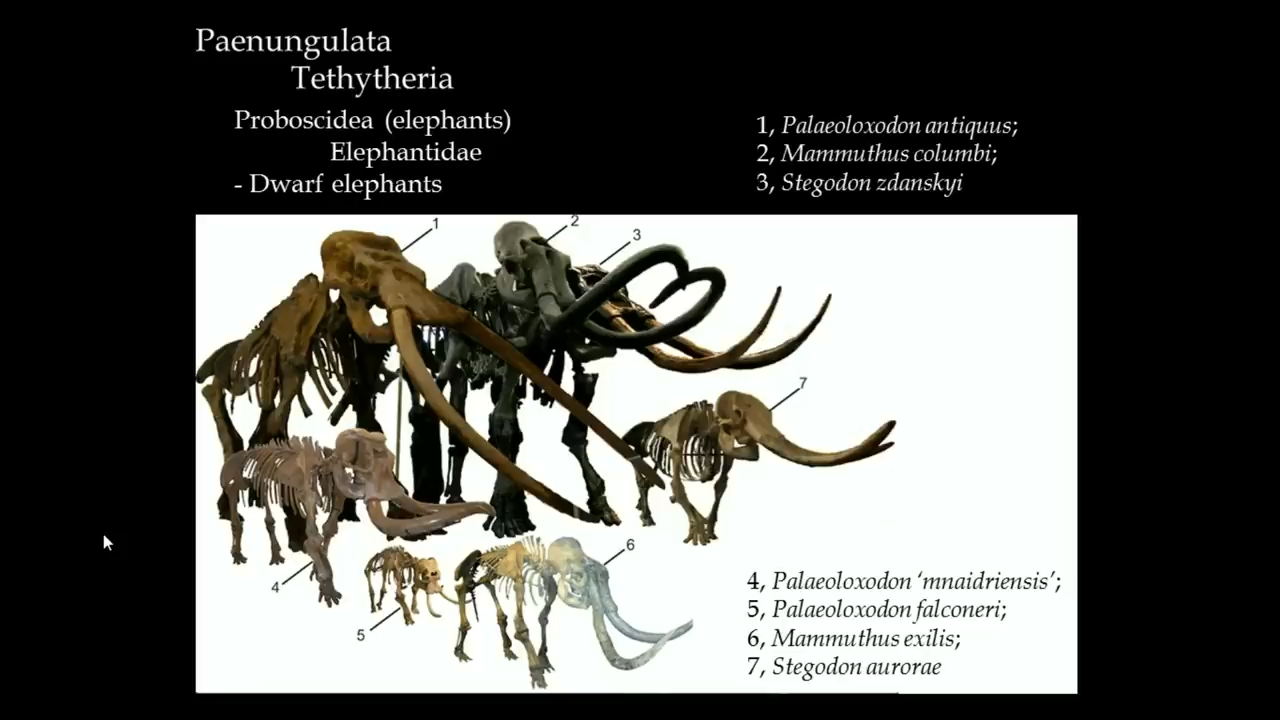 Paenungulata
Tethytheria
Proboscidea (elephants)
Elephantidae
- Dwarf elephants
1, Palaeoloxodon antiquus;
2, Mammuthus columbi;
3, Stegodon zdanskyi
1
2
3
7
4
5
6
4, Palaeoloxodon ‘mnaidriensis’;
5, Palaeoloxodon falconeri;
6, Mammuthus exilis;
7, Stegodon aurorae